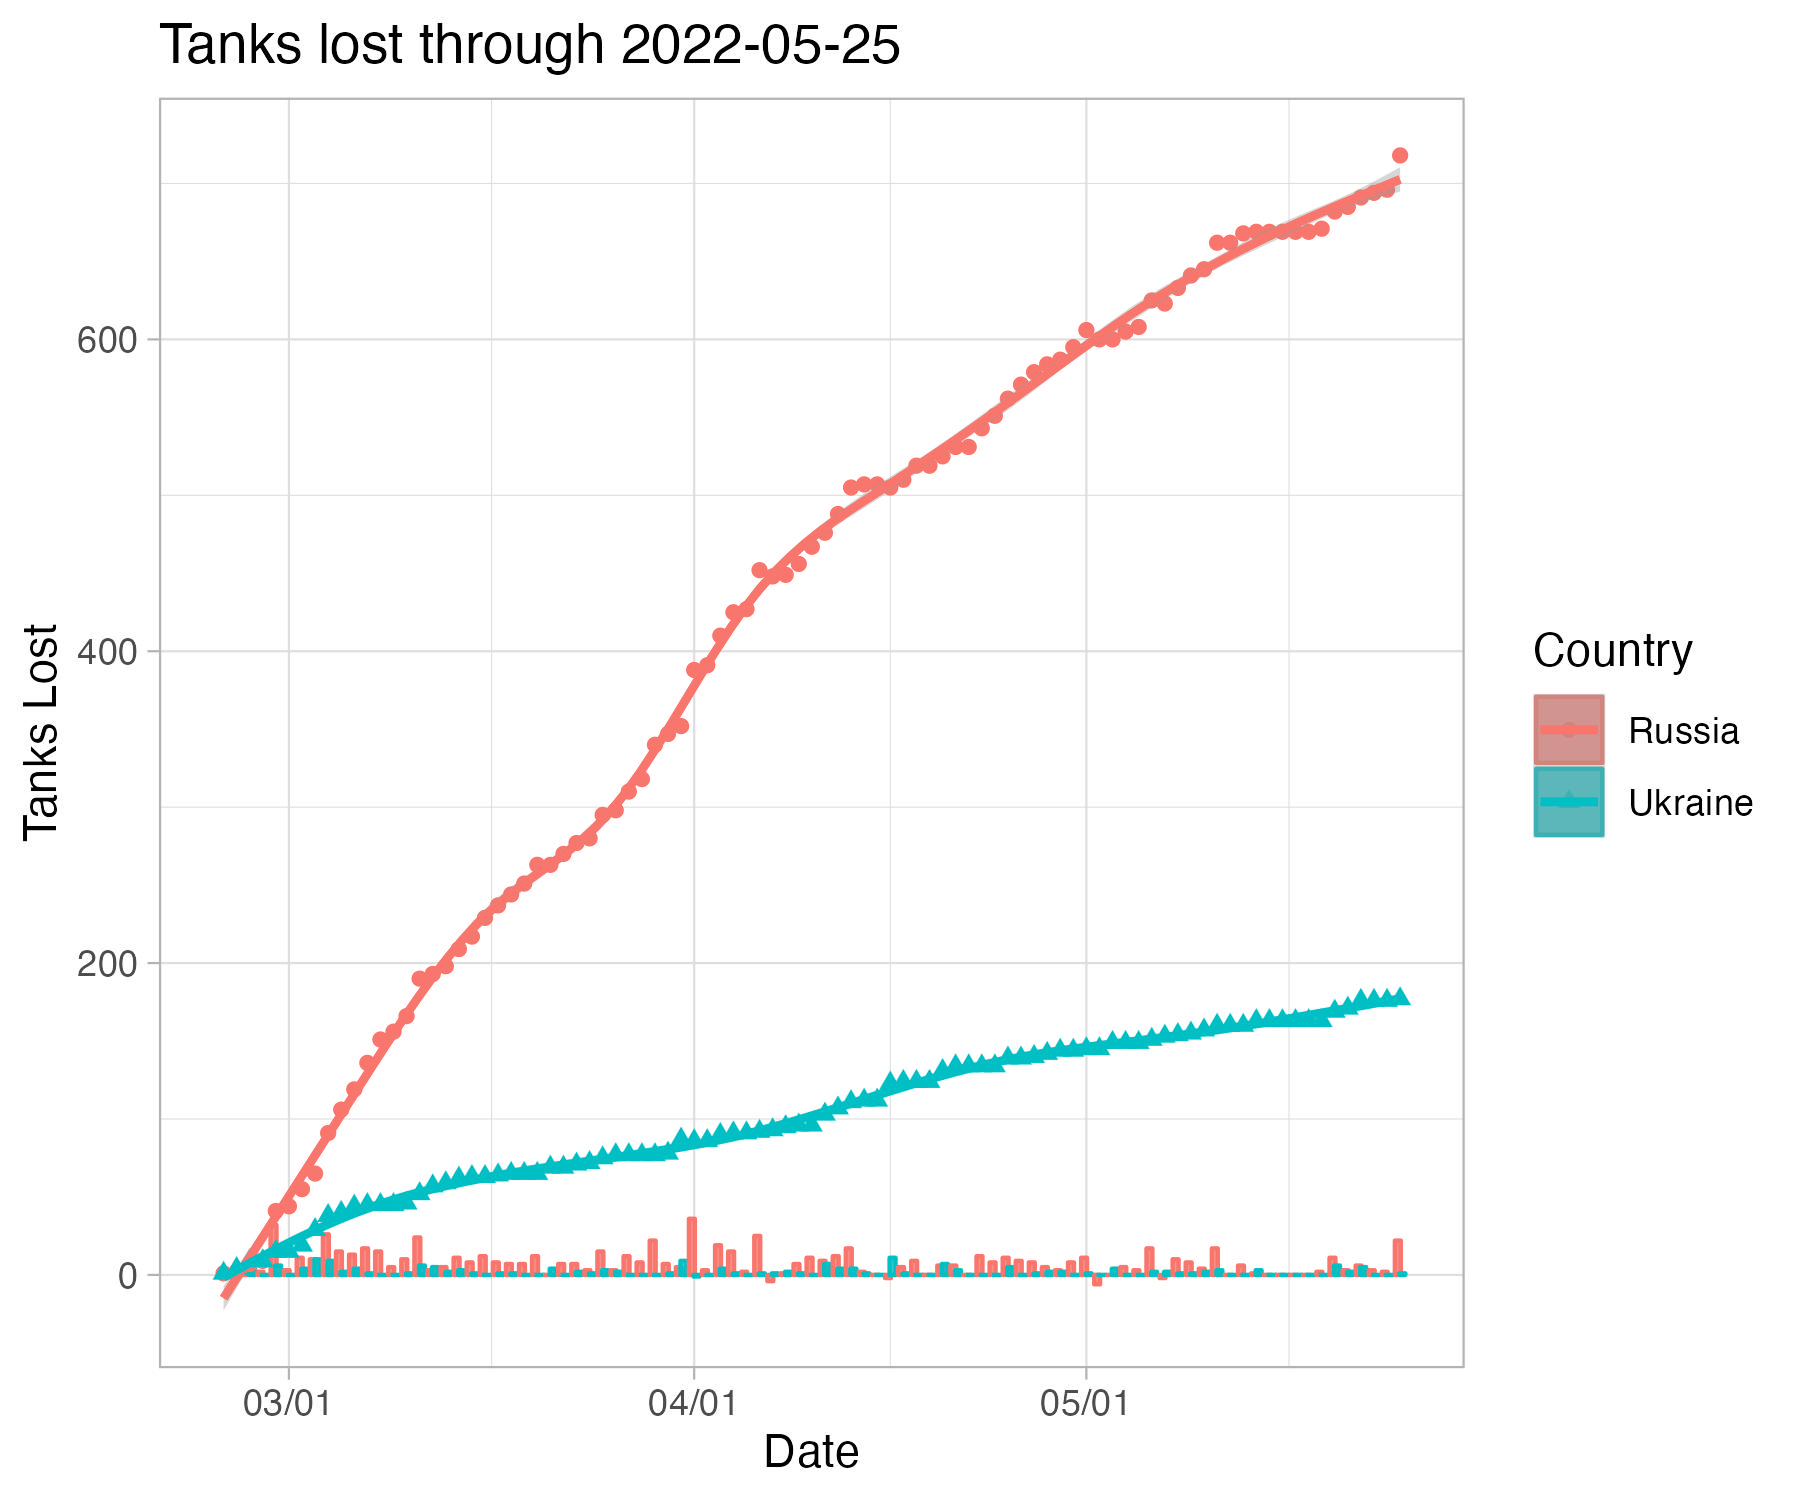 Tanks lost through 2022-05-25
Tanks Lost
600
400
200
0
03/01
04/01
05/01
Date
Country
Russia
Ukraine